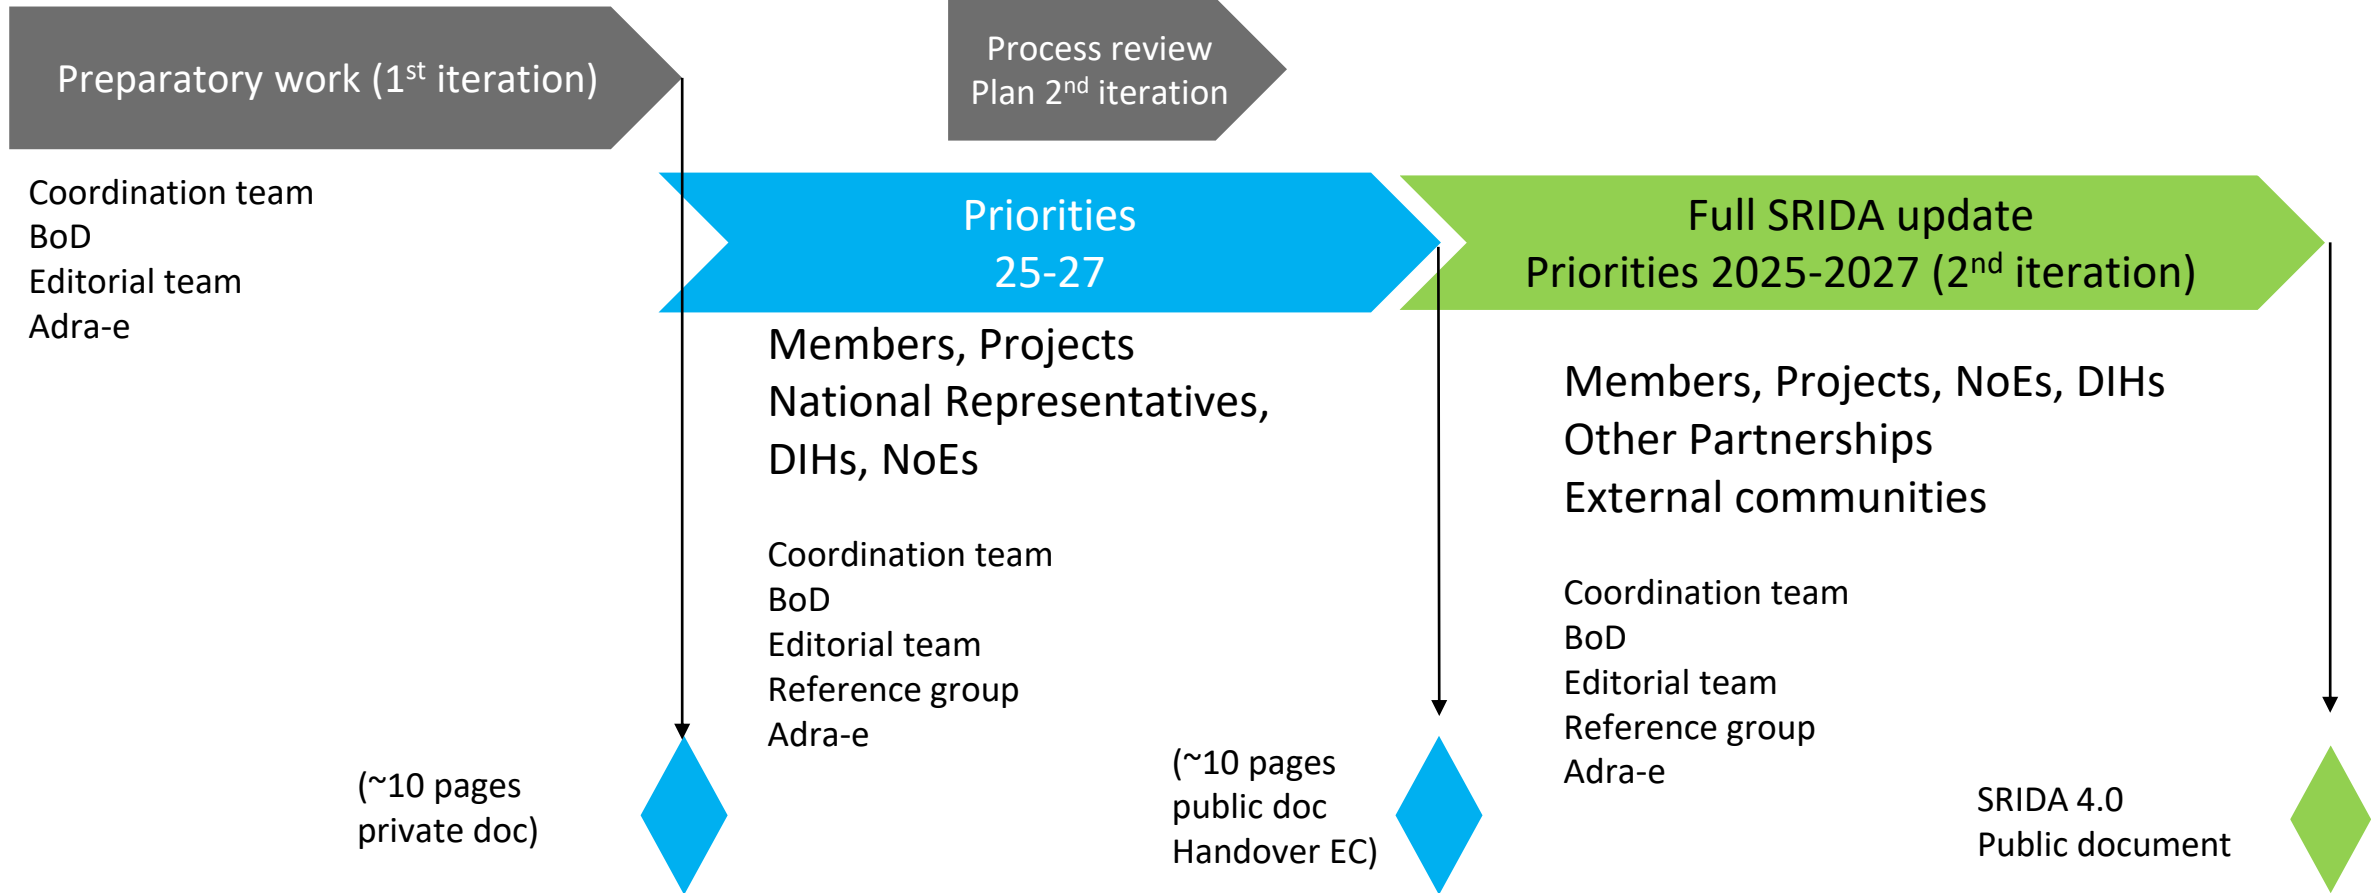 Preparatory work (1st iteration)
Process review
Plan 2nd iteration
Coordination team
BoD
Editorial team
Adra-e
Priorities
25-27
Full SRIDA update
Priorities 2025-2027 (2nd iteration)
Members, Projects
National Representatives,
DIHs, NoEs
Coordination team
BoD
Editorial team
Reference group
Adra-e
Members, Projects, NoEs, DIHs
Other Partnerships
External communities
Coordination team
BoD
Editorial team
Reference group
Adra-e
(~10 pages
private doc)
(~10 pages
public doc
Handover EC)
SRIDA 4.0
Public document